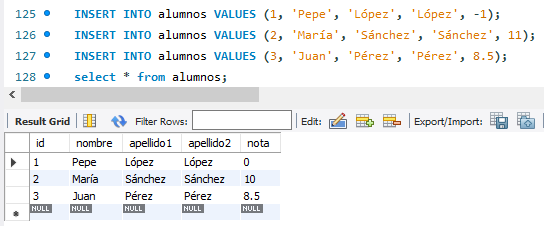 125 INSERT INTO alumnos VALUES (1, 'Pepe', 'López', 'López', -1);
126 INSERT INTO alumnos VALUES (2, 'María', 'Sánchez', 'Sánchez', 11);
127 INSERT INTO alumnos VALUES (3, 'Juan', 'Pérez', 'Pérez', 8.5);
128 select * from alumnos;
Result Grid Filter Rows: Edit: Export/Import:
id nombre apellido1 apellido2 nota
1 Pepe López López 0
2 María Sánchez Sánchez 10
3 Juan Pérez Pérez 8.5
NULL NULL NULL NULL NULL